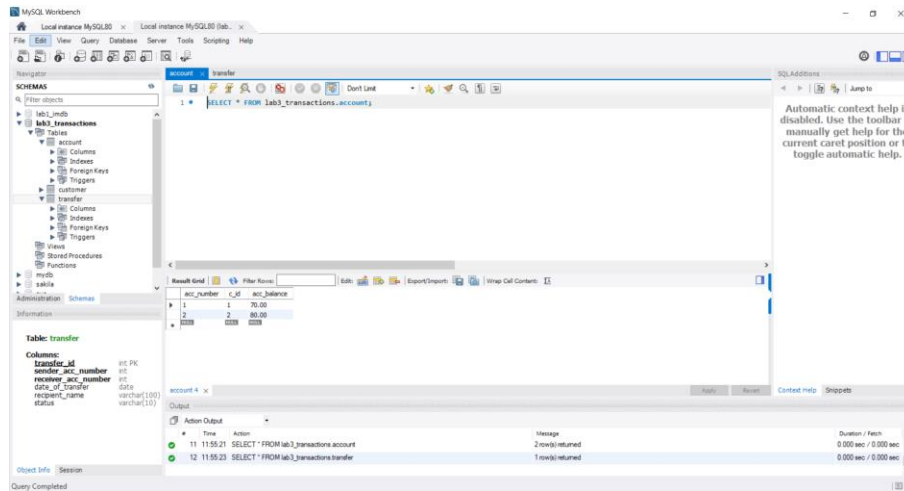 MySQL Workbench
Local instance MySQL80 × Local instance MySQL80 (lab... ×
File Edit View Query Database Server Tools Scripting Help
Navigator
SCHEMAS
Filter objects
lab1_imdb
lab3_transactions
Tables
account
Columns
Indexes
Foreign Keys
Triggers
customer
transfer
Columns
Indexes
Foreign Keys
Triggers
Views
Stored Procedures
Functions
mydb
sakila
Administration Schemas
Information
Table: transfer
Columns:
transfer_id int PK
sender_acc_number int
receiver_acc_number int
date_of_transfer date
recipient_name varchar(100)
status varchar(10)
Object Info Session
Query Completed
account × transfer
Don't Limit
1 SELECT * FROM lab3_transactions.account;
Result Grid Filter Rows: Edit: Export/Import: Wrap Cell Content:
acc_number c_id acc_balance
1 1 70.00
2 2 80.00
NULL NULL NULL
account 4 × Apply Revert
Output
Action Output
# Time Action Message Duration / Fetch
11 11:55:21 SELECT * FROM lab3_transactions.account 2 row(s) returned 0.000 sec / 0.000 sec
12 11:55:23 SELECT * FROM lab3_transactions.transfer 1 row(s) returned 0.000 sec / 0.000 sec
SQLAdditions
Jump to
Automatic context help i
disabled. Use the toolbar
manually get help for the
current caret position or t
toggle automatic help.
Context Help Snippets